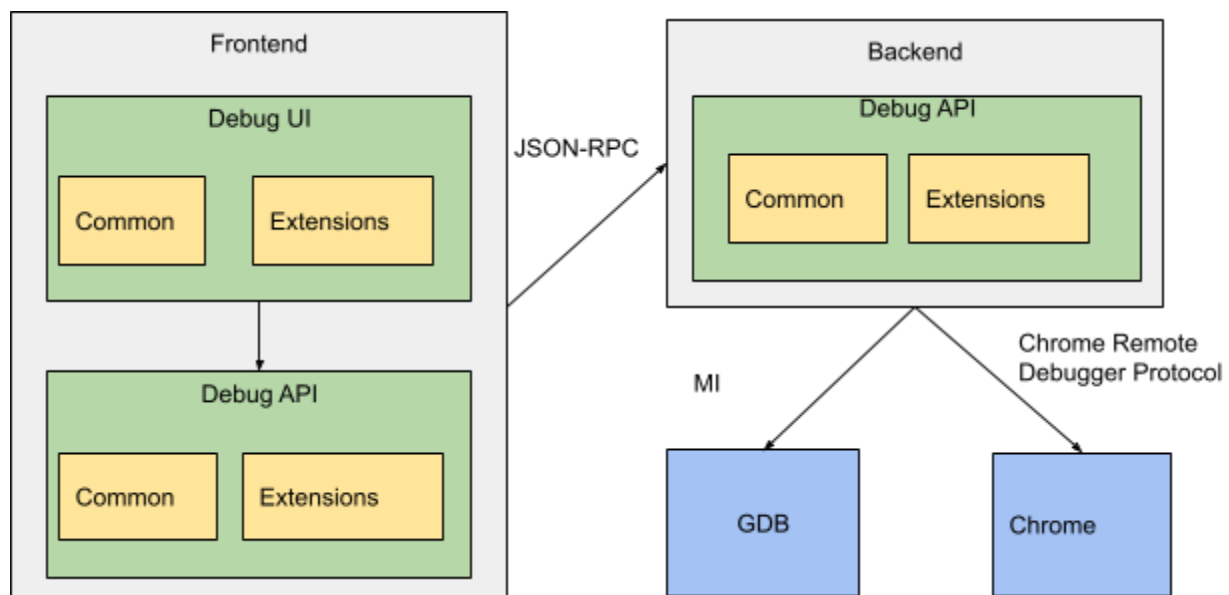 Frontend
Debug UI
Common
Extensions
Debug API
Common
Extensions
JSON-RPC
Backend
Debug API
Common
Extensions
MI
Chrome Remote
Debugger Protocol
GDB
Chrome